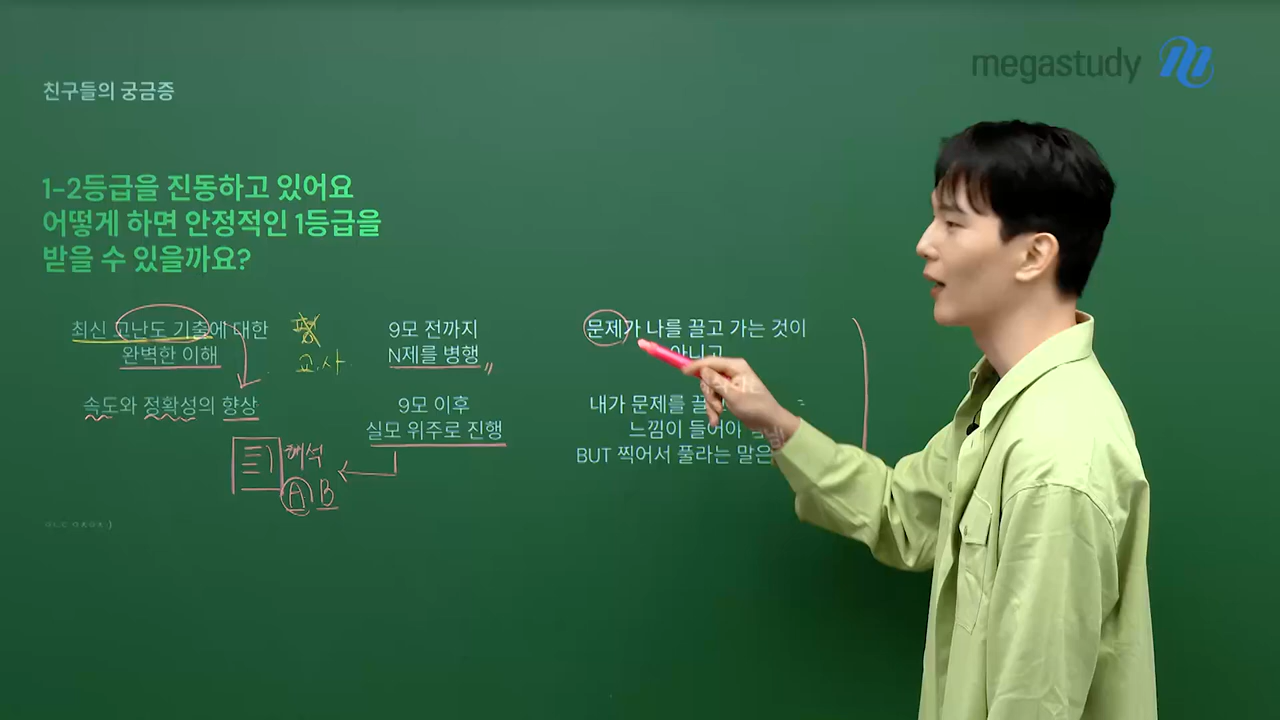 megastudy
친구들의 궁금증
1-2등급을 진동하고 있어요
어떻게 하면 안정적인 1등급을
받을 수 있을까요?
최신 고난도 기출에 대한
완벽한 이해
교사
속도와 정확성의 향상
해석
A B
9모 전까지
N제를 병행
9모 이후
실모 위주로 진행
문제가 나를 끌고 가는 것이
아니고
내가 문제를 끌고
느낌이 들어야
BUT 찍어서 풀라는 말은